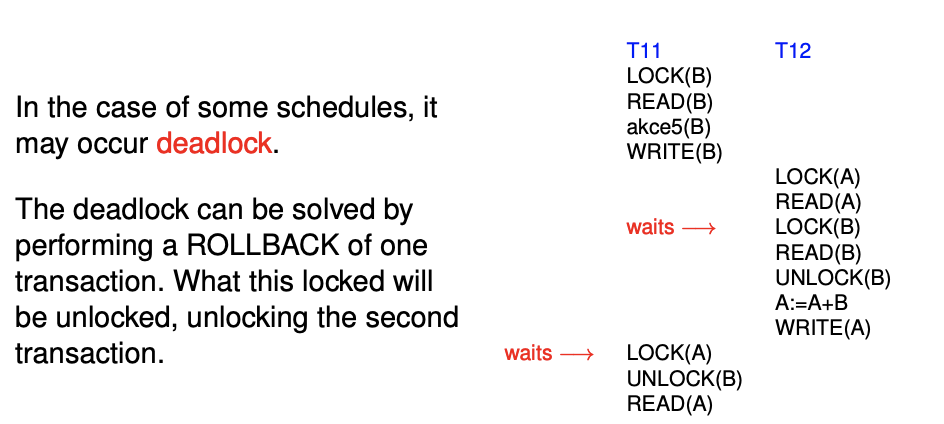 In the case of some schedules, it
may occur deadlock.
The deadlock can be solved by
performing a ROLLBACK of one
transaction. What this locked will
be unlocked, unlocking the second
transaction.
T11 T12
LOCK(B)
READ(B)
akce5(B)
WRITE(B)
LOCK(A)
READ(A)
waits ⟶ LOCK(B)
READ(B)
UNLOCK(B)
A:=A+B
WRITE(A)
waits ⟶ LOCK(A)
UNLOCK(B)
READ(A)